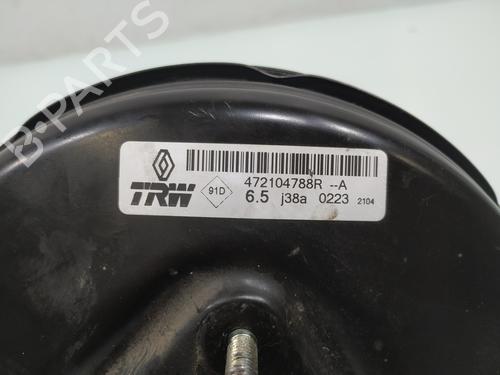 B-PARTS
TRW
91D
472104788R --A
6.5 j38a 0223 2104